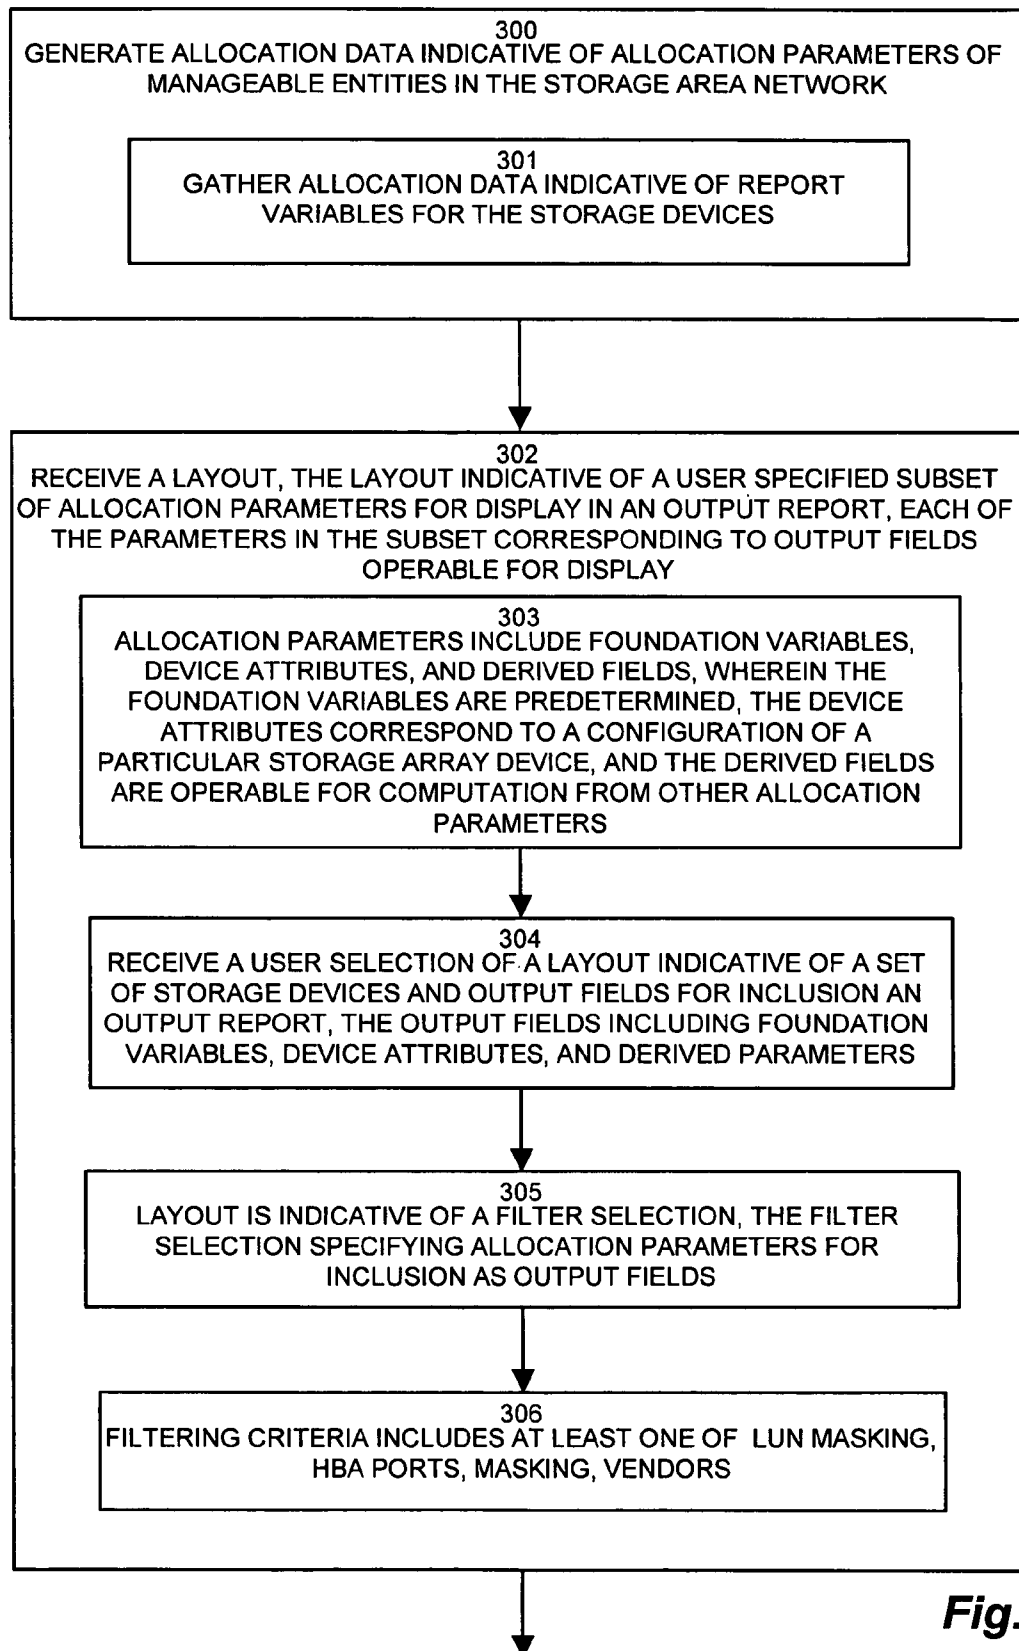 300
GENERATE ALLOCATION DATA INDICATIVE OF ALLOCATION PARAMETERS OF
MANAGEABLE ENTITIES IN THE STORAGE AREA NETWORK
301
GATHER ALLOCATION DATA INDICATIVE OF REPORT
VARIABLES FOR THE STORAGE DEVICES
302
RECEIVE A LAYOUT, THE LAYOUT INDICATIVE OF A USER SPECIFIED SUBSET
OF ALLOCATION PARAMETERS FOR DISPLAY IN AN OUTPUT REPORT, EACH OF
THE PARAMETERS IN THE SUBSET CORRESPONDING TO OUTPUT FIELDS
OPERABLE FOR DISPLAY
303
ALLOCATION PARAMETERS INCLUDE FOUNDATION VARIABLES,
DEVICE ATTRIBUTES, AND DERIVED FIELDS, WHEREIN THE
FOUNDATION VARIABLES ARE PREDETERMINED, THE DEVICE
ATTRIBUTES CORRESPOND TO A CONFIGURATION OF A
PARTICULAR STORAGE ARRAY DEVICE, AND THE DERIVED FIELDS
ARE OPERABLE FOR COMPUTATION FROM OTHER ALLOCATION
PARAMETERS
304
RECEIVE A USER SELECTION OF A LAYOUT INDICATIVE OF A SET
OF STORAGE DEVICES AND OUTPUT FIELDS FOR INCLUSION AN
OUTPUT REPORT, THE OUTPUT FIELDS INCLUDING FOUNDATION
VARIABLES, DEVICE ATTRIBUTES, AND DERIVED PARAMETERS
305
LAYOUT IS INDICATIVE OF A FILTER SELECTION, THE FILTER
SELECTION SPECIFYING ALLOCATION PARAMETERS FOR
INCLUSION AS OUTPUT FIELDS
306
FILTERING CRITERIA INCLUDES AT LEAST ONE OF LUN MASKING,
HBA PORTS, MASKING, VENDORS
Fig.